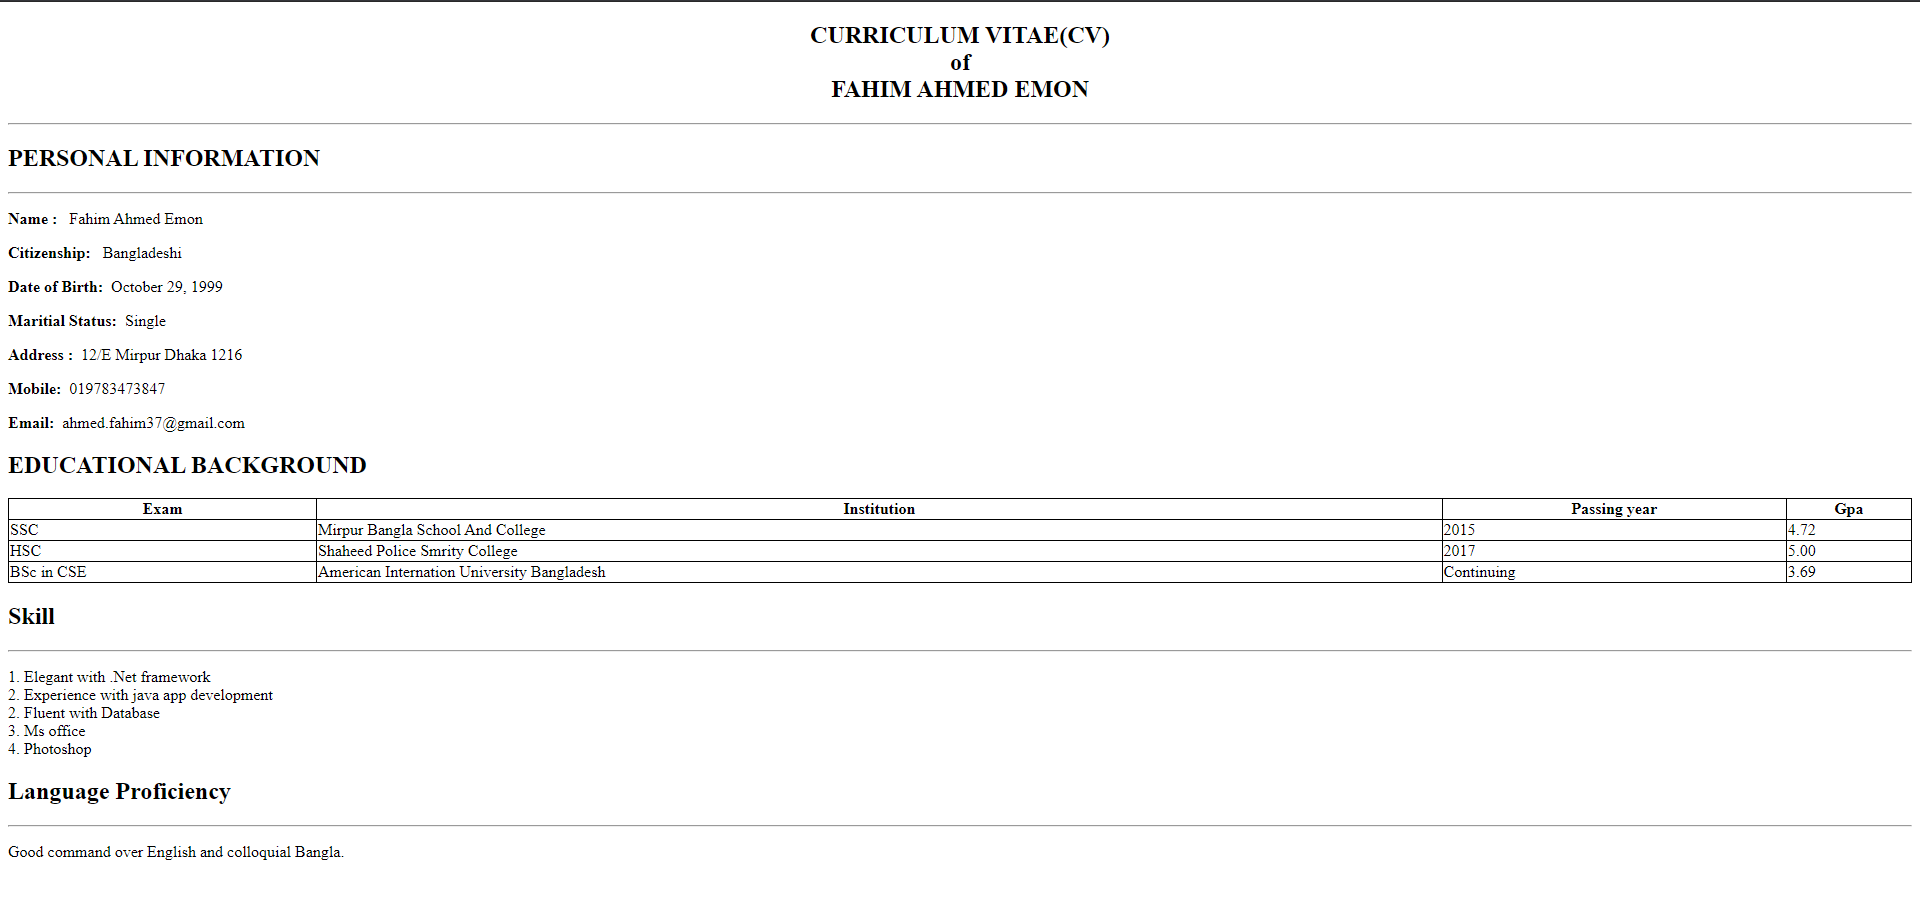 CURRICULUM VITAE(CV)
of
FAHIM AHMED EMON
PERSONAL INFORMATION
Name : Fahim Ahmed Emon
Citizenship: Bangladeshi
Date of Birth: October 29, 1999
Maritial Status: Single
Address : 12/E Mirpur Dhaka 1216
Mobile: 019783473847
Email: ahmed.fahim37@gmail.com
EDUCATIONAL BACKGROUND
Exam Institution Passing year Gpa
SSC Mirpur Bangla School And College 2015 4.72
HSC Shaheed Police Smrity College 2017 5.00
BSc in CSE American Internation University Bangladesh Continuing 3.69
Skill
1. Elegant with .Net framework
2. Experience with java app development
2. Fluent with Database
3. Ms office
4. Photoshop
Language Proficiency
Good command over English and colloquial Bangla.